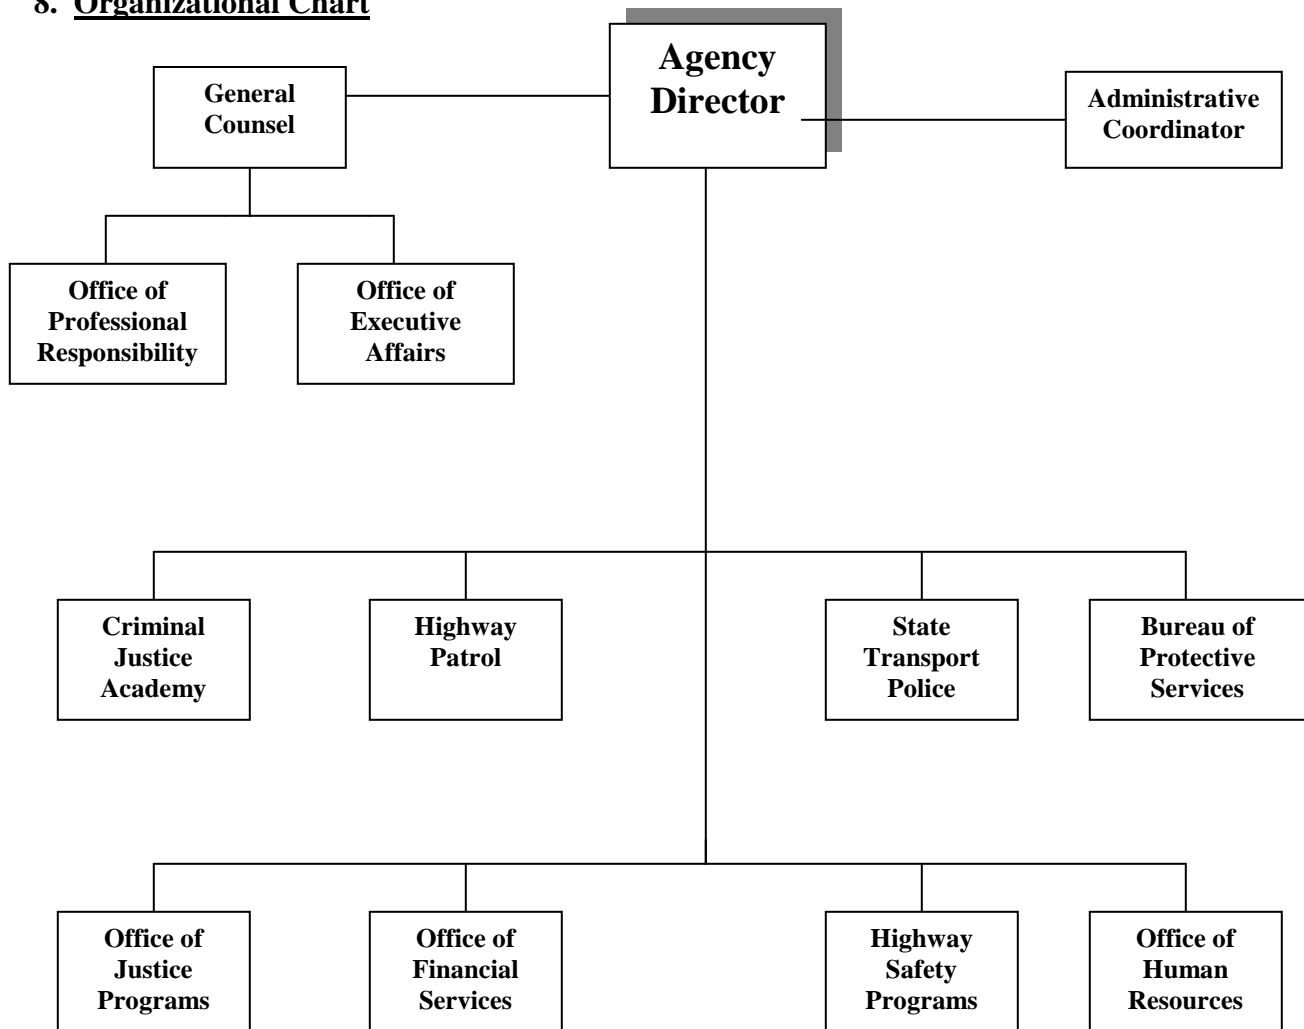 8. Organizational Chart
Agency
Director
General
Counsel
Administrative
Coordinator
Office of
Professional
Responsibility
Office of
Executive
Affairs
Criminal
Justice
Academy
Highway
Patrol
State
Transport
Police
Bureau of
Protective
Services
Office of
Justice
Programs
Office of
Financial
Services
Highway
Safety
Programs
Office of
Human
Resources